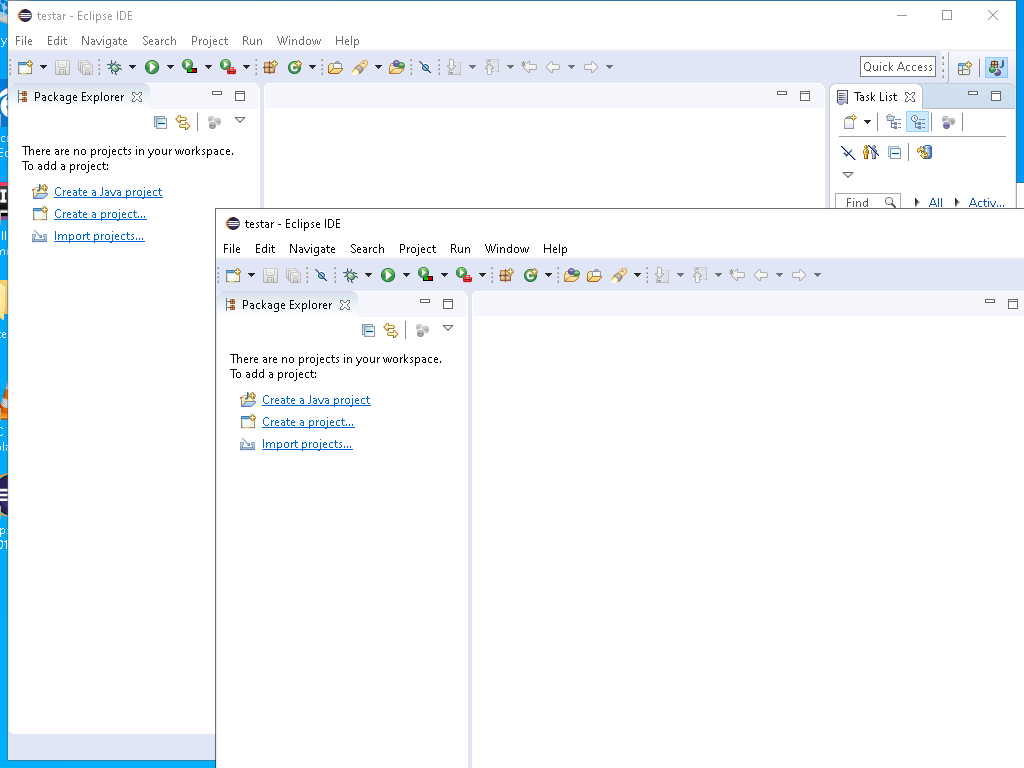 testar - Eclipse IDE
File Edit Navigate Search Project Run Window Help
Quick Access
Package Explorer
Task List
There are no projects in your workspace.
To add a project:
Create a Java project
Create a project...
Import projects...
Find All Activ...
testar - Eclipse IDE
File Edit Navigate Search Project Run Window Help
Package Explorer
There are no projects in your workspace.
To add a project:
Create a Java project
Create a project...
Import projects...